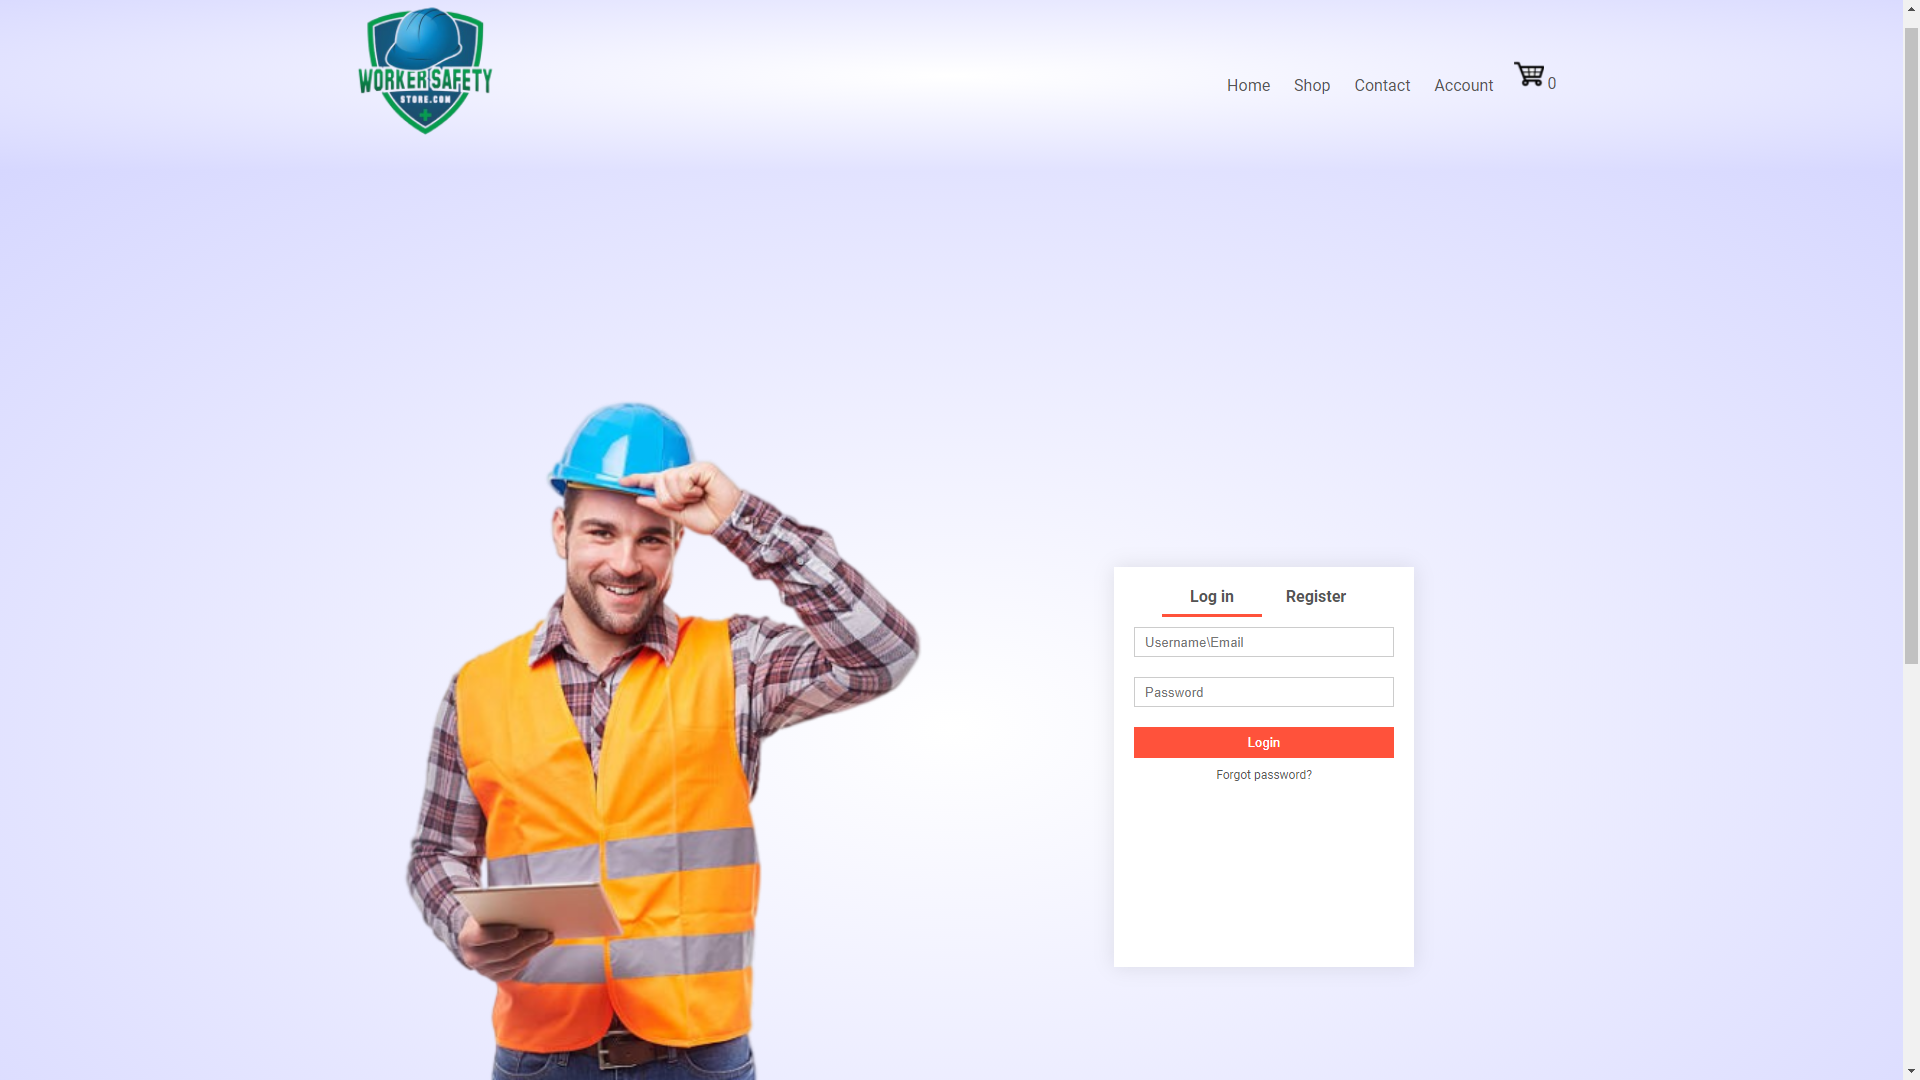 WORKER SAFETY
STORE.COM
Home
Shop
Contact
Account
0
Log in
Register
Username\Email
Password
Login
Forgot password?